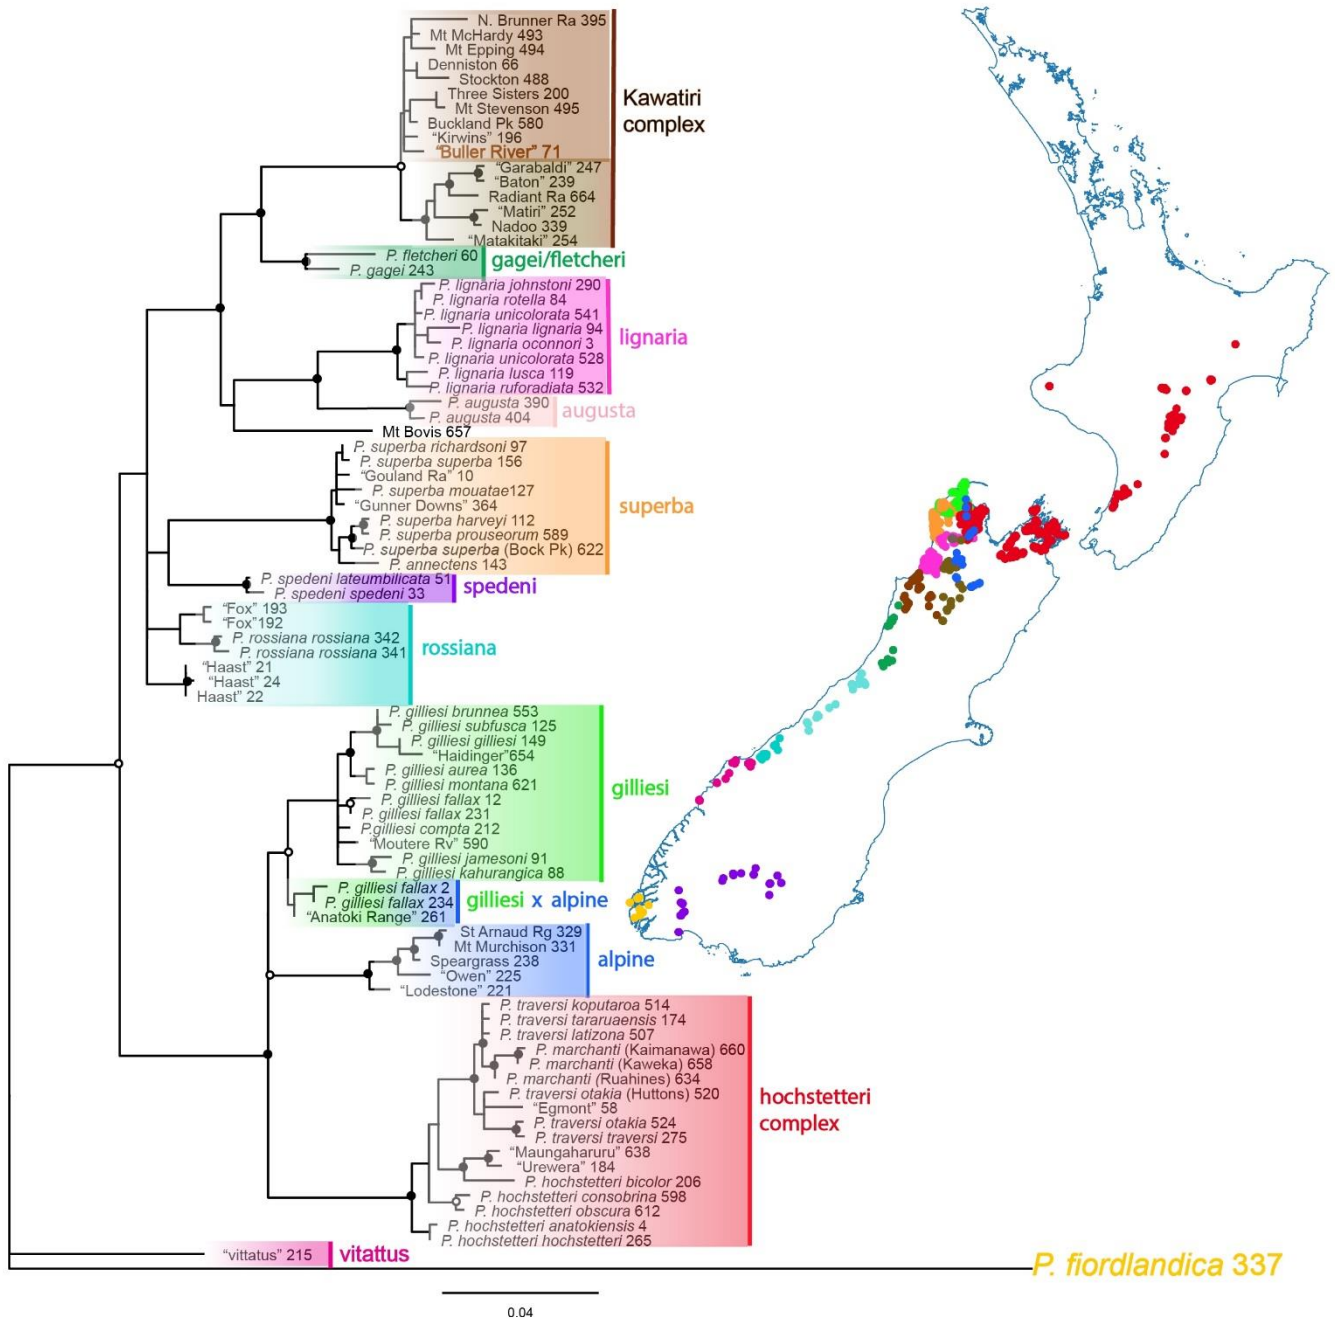 N. Brunner Ra 395
Mt McHardy 493
Mt Epping 494
Denniston 66
Stockton 488
Three Sisters 200
Mt Stevenson 495
Buckland Pk 580
“Kirwins” 196
“Buller River” 71
Kawatiri
complex
“Garabaldi” 247
“Baton” 239
Radiant Ra 664
“Matiri” 252
Nadoo 339
“Matakitaki” 254
P. fletcheri 60
P. gagei 243
gagei/fletcheri
P. lignaria johnstoni 290
P. lignaria rotella 84
P. lignaria unicolorata 541
P. lignaria lignaria 94
P. lignaria oconnori 3
P. lignaria unicolorata 528
P. lignaria lusca 119
P. lignaria ruforadiata 532
lignaria
P. augusta 390
P. augusta 404
augusta
Mt Bovis 657
P. superba richardsoni 97
P. superba superba 156
“Gouland Ra” 10
P. superba mouatae127
“Gunner Downs” 364
P. superba harveyi 112
P. superba prouseorum 589
P. superba superba (Bock Pk) 622
P. annectens 143
superba
P. spedeni lateumbilicata 51
P. spedeni spedeni 33
spedeni
“Fox” 193
“Fox”192
P. rossiana rossiana 342
P. rossiana rossiana 341
“Haast” 21
“Haast” 24
Haast” 22
rossiana
P. gilliesi brunnea 553
P. gilliesi subfusca 125
P. gilliesi gilliesi 149
“Haidinger”654
P. gilliesi aurea 136
P. gilliesi montana 621
P. gilliesi fallax 12
P. gilliesi fallax 231
P.gilliesi compta 212
“Moutere Rv” 590
P. gilliesi jamesoni 91
P. gilliesi kahurangica 88
gilliesi
P. gilliesi fallax 2
P. gilliesi fallax 234
“Anatoki Range” 261
gilliesi x alpine
St Arnaud Rg 329
Mt Murchison 331
Speargrass 238
“Owen” 225
“Lodestone” 221
alpine
P. traversi koputaroa 514
P. traversi tararuaensis 174
P. traversi latizona 507
P. marchanti (Kaimanawa) 660
P. marchanti (Kaweka) 658
P. marchanti (Ruahines) 634
P. traversi otakia (Huttons) 520
“Egmont” 58
P. traversi otakia 524
P. traversi traversi 275
“Maungaharuru” 638
“Urewera” 184
P. hochstetteri bicolor 206
P. hochstetteri consobrina 598
P. hochstetteri obscura 612
P. hochstetteri anatokiensis 4
P. hochstetteri hochstetteri 265
hochstetteri
complex
“vittatus” 215
vitattus
P. fiordlandica 337
0.04